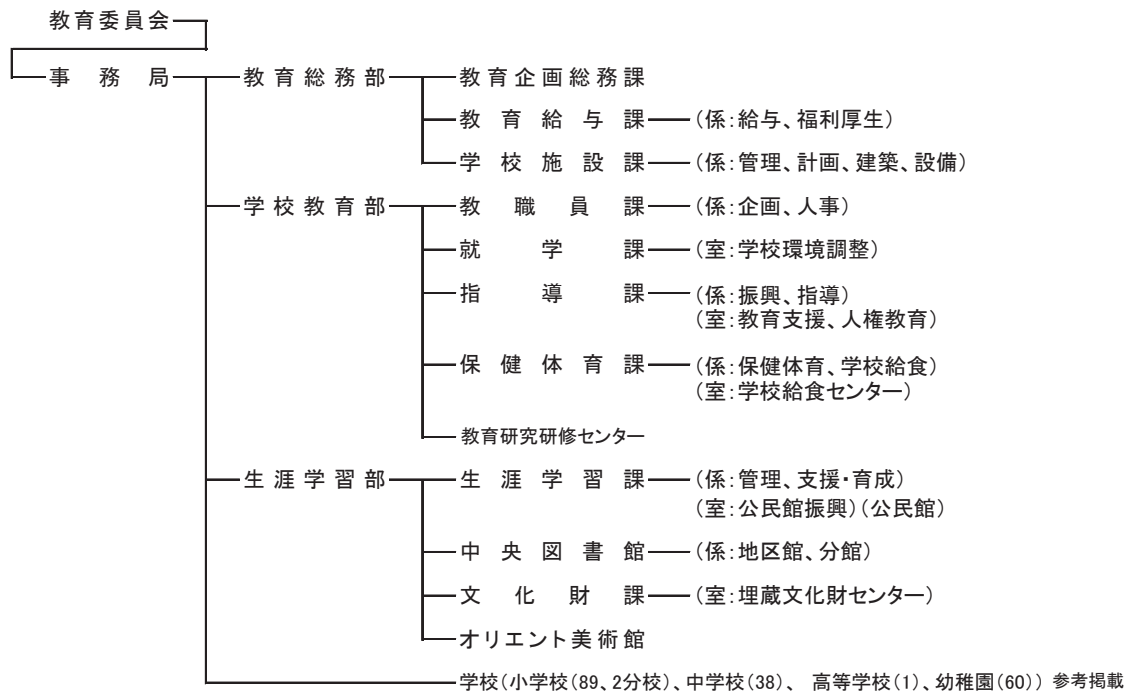 教育委員会
事務局 教育総務部 教育企画総務課
教育給与課 (係:給与、福利厚生)
学校施設課 (係:管理、計画、建築、設備)
学校教育部 教職員課 (係:企画、人事)
就学課 (室:学校環境調整)
指導課 (係:振興、指導)
(室:教育支援、人権教育)
保健体育課 (係:保健体育、学校給食)
(室:学校給食センター)
教育研究研修センター
生涯学習部 生涯学習課 (係:管理、支援・育成)
(室:公民館振興)(公民館)
中央図書館 (係:地区館、分館)
文化財課 (室:埋蔵文化財センター)
オリエント美術館
学校(小学校(89、2分校)、中学校(38)、 高等学校(1)、幼稚園(60)) 参考掲載